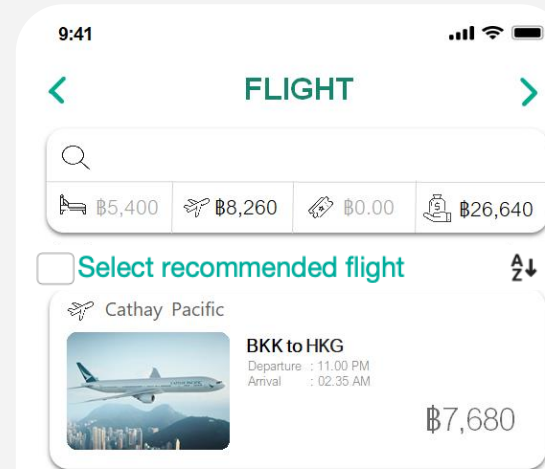 9:41
FLIGHT
฿5,400 ฿8,260 ฿0.00 ฿26,640
Select recommended flight A Z
Cathay Pacific
BKK to HKG
Departure : 11.00 PM
Arrival : 02.35 AM
฿7,680